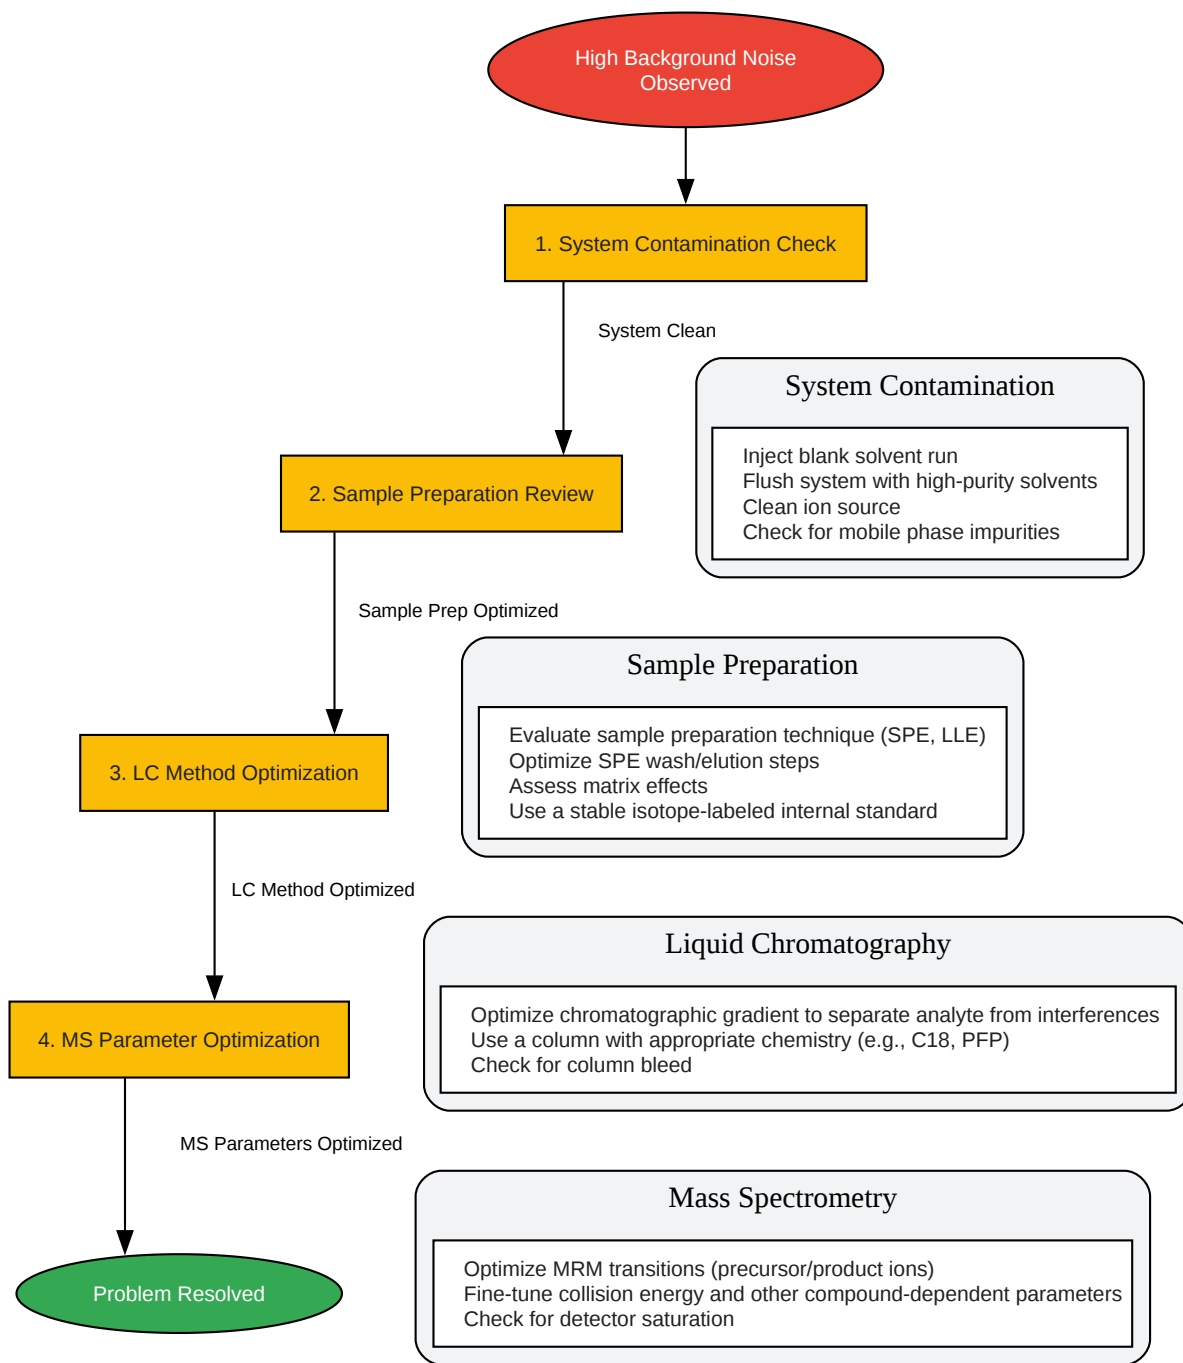 High Background Noise
Observed
1. System Contamination Check
System Clean
System Contamination
Inject blank solvent run
Flush system with high-purity solvents
Clean ion source
Check for mobile phase impurities
2. Sample Preparation Review
Sample Prep Optimized
Sample Preparation
Evaluate sample preparation technique (SPE, LLE)
Optimize SPE wash/elution steps
Assess matrix effects
Use a stable isotope-labeled internal standard
3. LC Method Optimization
LC Method Optimized
Liquid Chromatography
Optimize chromatographic gradient to separate analyte from interferences
Use a column with appropriate chemistry (e.g., C18, PFP)
Check for column bleed
4. MS Parameter Optimization
MS Parameters Optimized
Mass Spectrometry
Optimize MRM transitions (precursor/product ions)
Fine-tune collision energy and other compound-dependent parameters
Check for detector saturation
Problem Resolved